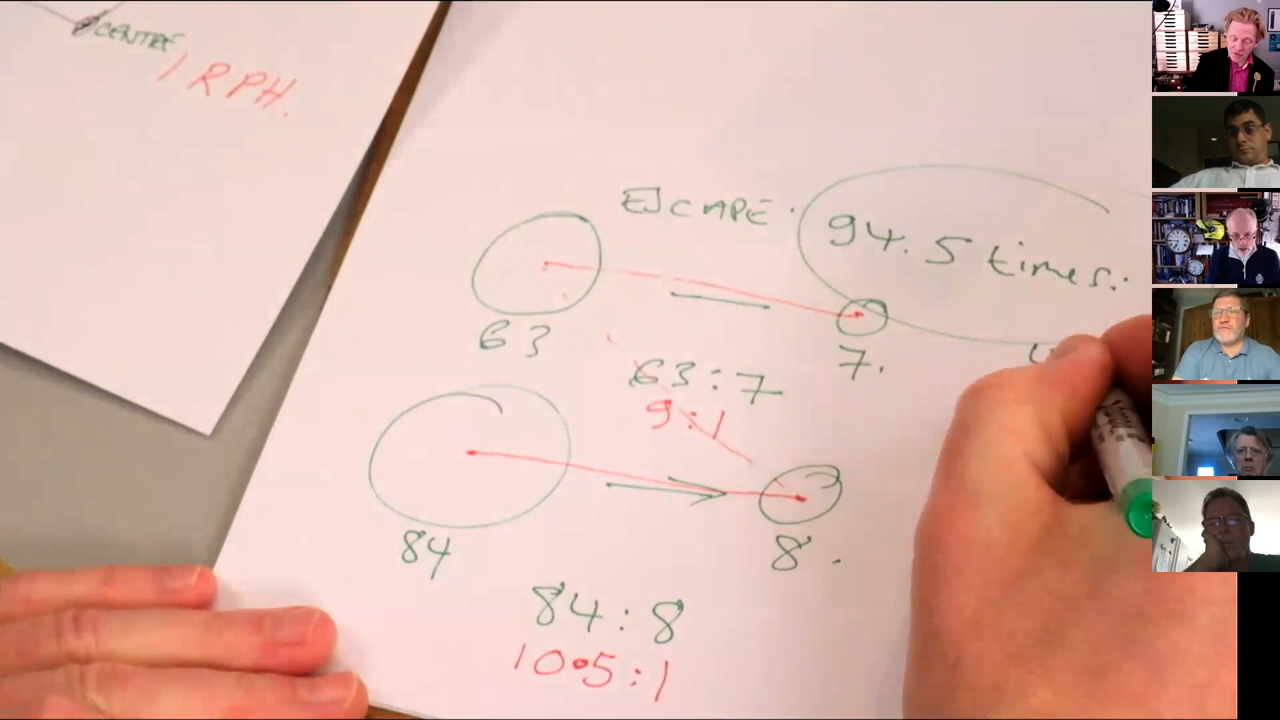 CENTRE
1 RPH.
ESCAPE.
94.5 times.
63
7.
63:7
9:1
84
8.
84:8
10.5:1